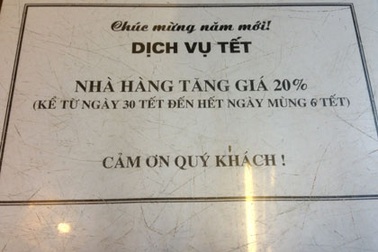 Chúc mừng năm mới!
DỊCH VỤ TẾT
NHÀ HÀNG TĂNG GIÁ 20%
(KỂ TỪ NGÀY 30 TẾT ĐẾN HẾT NGÀY MÙNG 6 TẾT)
CẢM ƠN QUÝ KHÁCH !